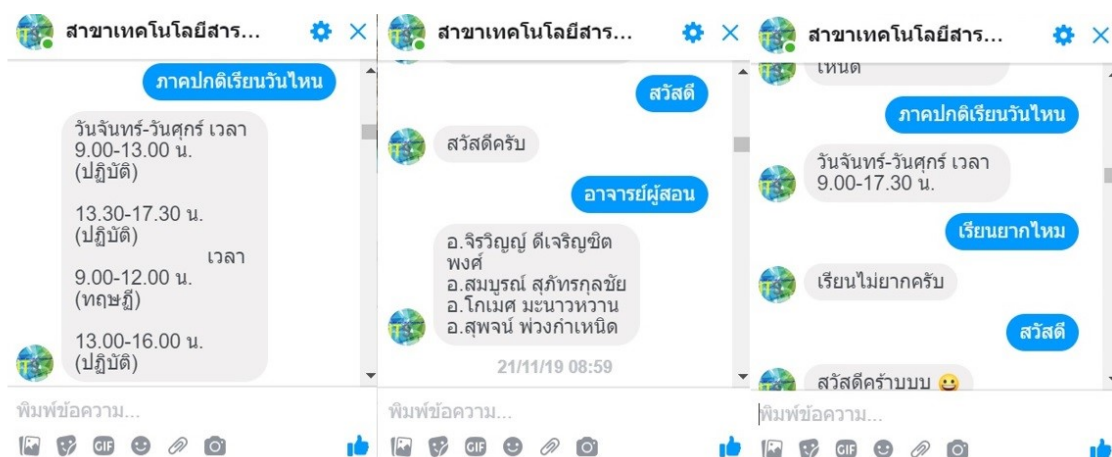 สาขาเทคโนโลยีสาร...
ภาคปกติเรียนวันไหน
วันจันทร์-วันศุกร์ เวลา
9.00-13.00 น.
(ปฏิบัติ)
13.30-17.30 น.
(ปฏิบัติ)
เวลา
9.00-12.00 น.
(ทฤษฎี)
13.00-16.00 น.
(ปฏิบัติ)
พิมพ์ข้อความ...
GIF
สาขาเทคโนโลยีสาร...
สวัสดี
สวัสดีครับ
อาจารย์ผู้สอน
อ.จิรวิญญ์ ดีเจริญชิต
พงศ์
อ.สมบูรณ์ สุภัทรกุลชัย
อ.โกเมศ มะนาวหวาน
อ.สุพจน์ พ่วงกำเหนิด
21/11/19 08:59
พิมพ์ข้อความ...
GIF
สาขาเทคโนโลยีสาร...
ภาคปกติเรียนวันไหน
วันจันทร์-วันศุกร์ เวลา
9.00-17.30 น.
เรียนยากไหม
เรียนไม่ยากครับ
สวัสดี
สวัสดีคร้าบบบ 😀
พิมพ์ข้อความ...
GIF